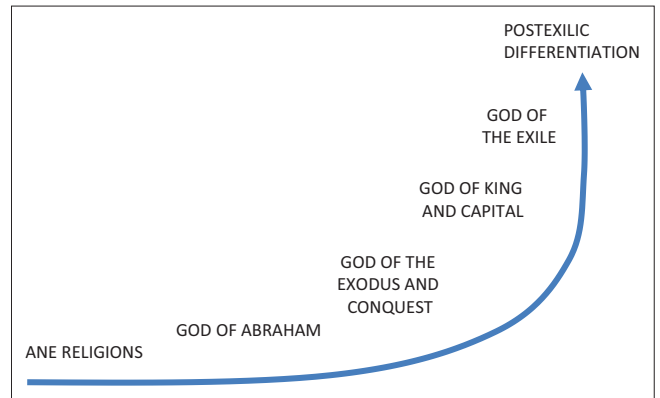 POSTEXILIC
DIFFERENTIATION
GOD OF
THE EXILE
GOD OF KING
AND CAPITAL
GOD OF THE
EXODUS AND
CONQUEST
GOD OF ABRAHAM
ANE RELIGIONS